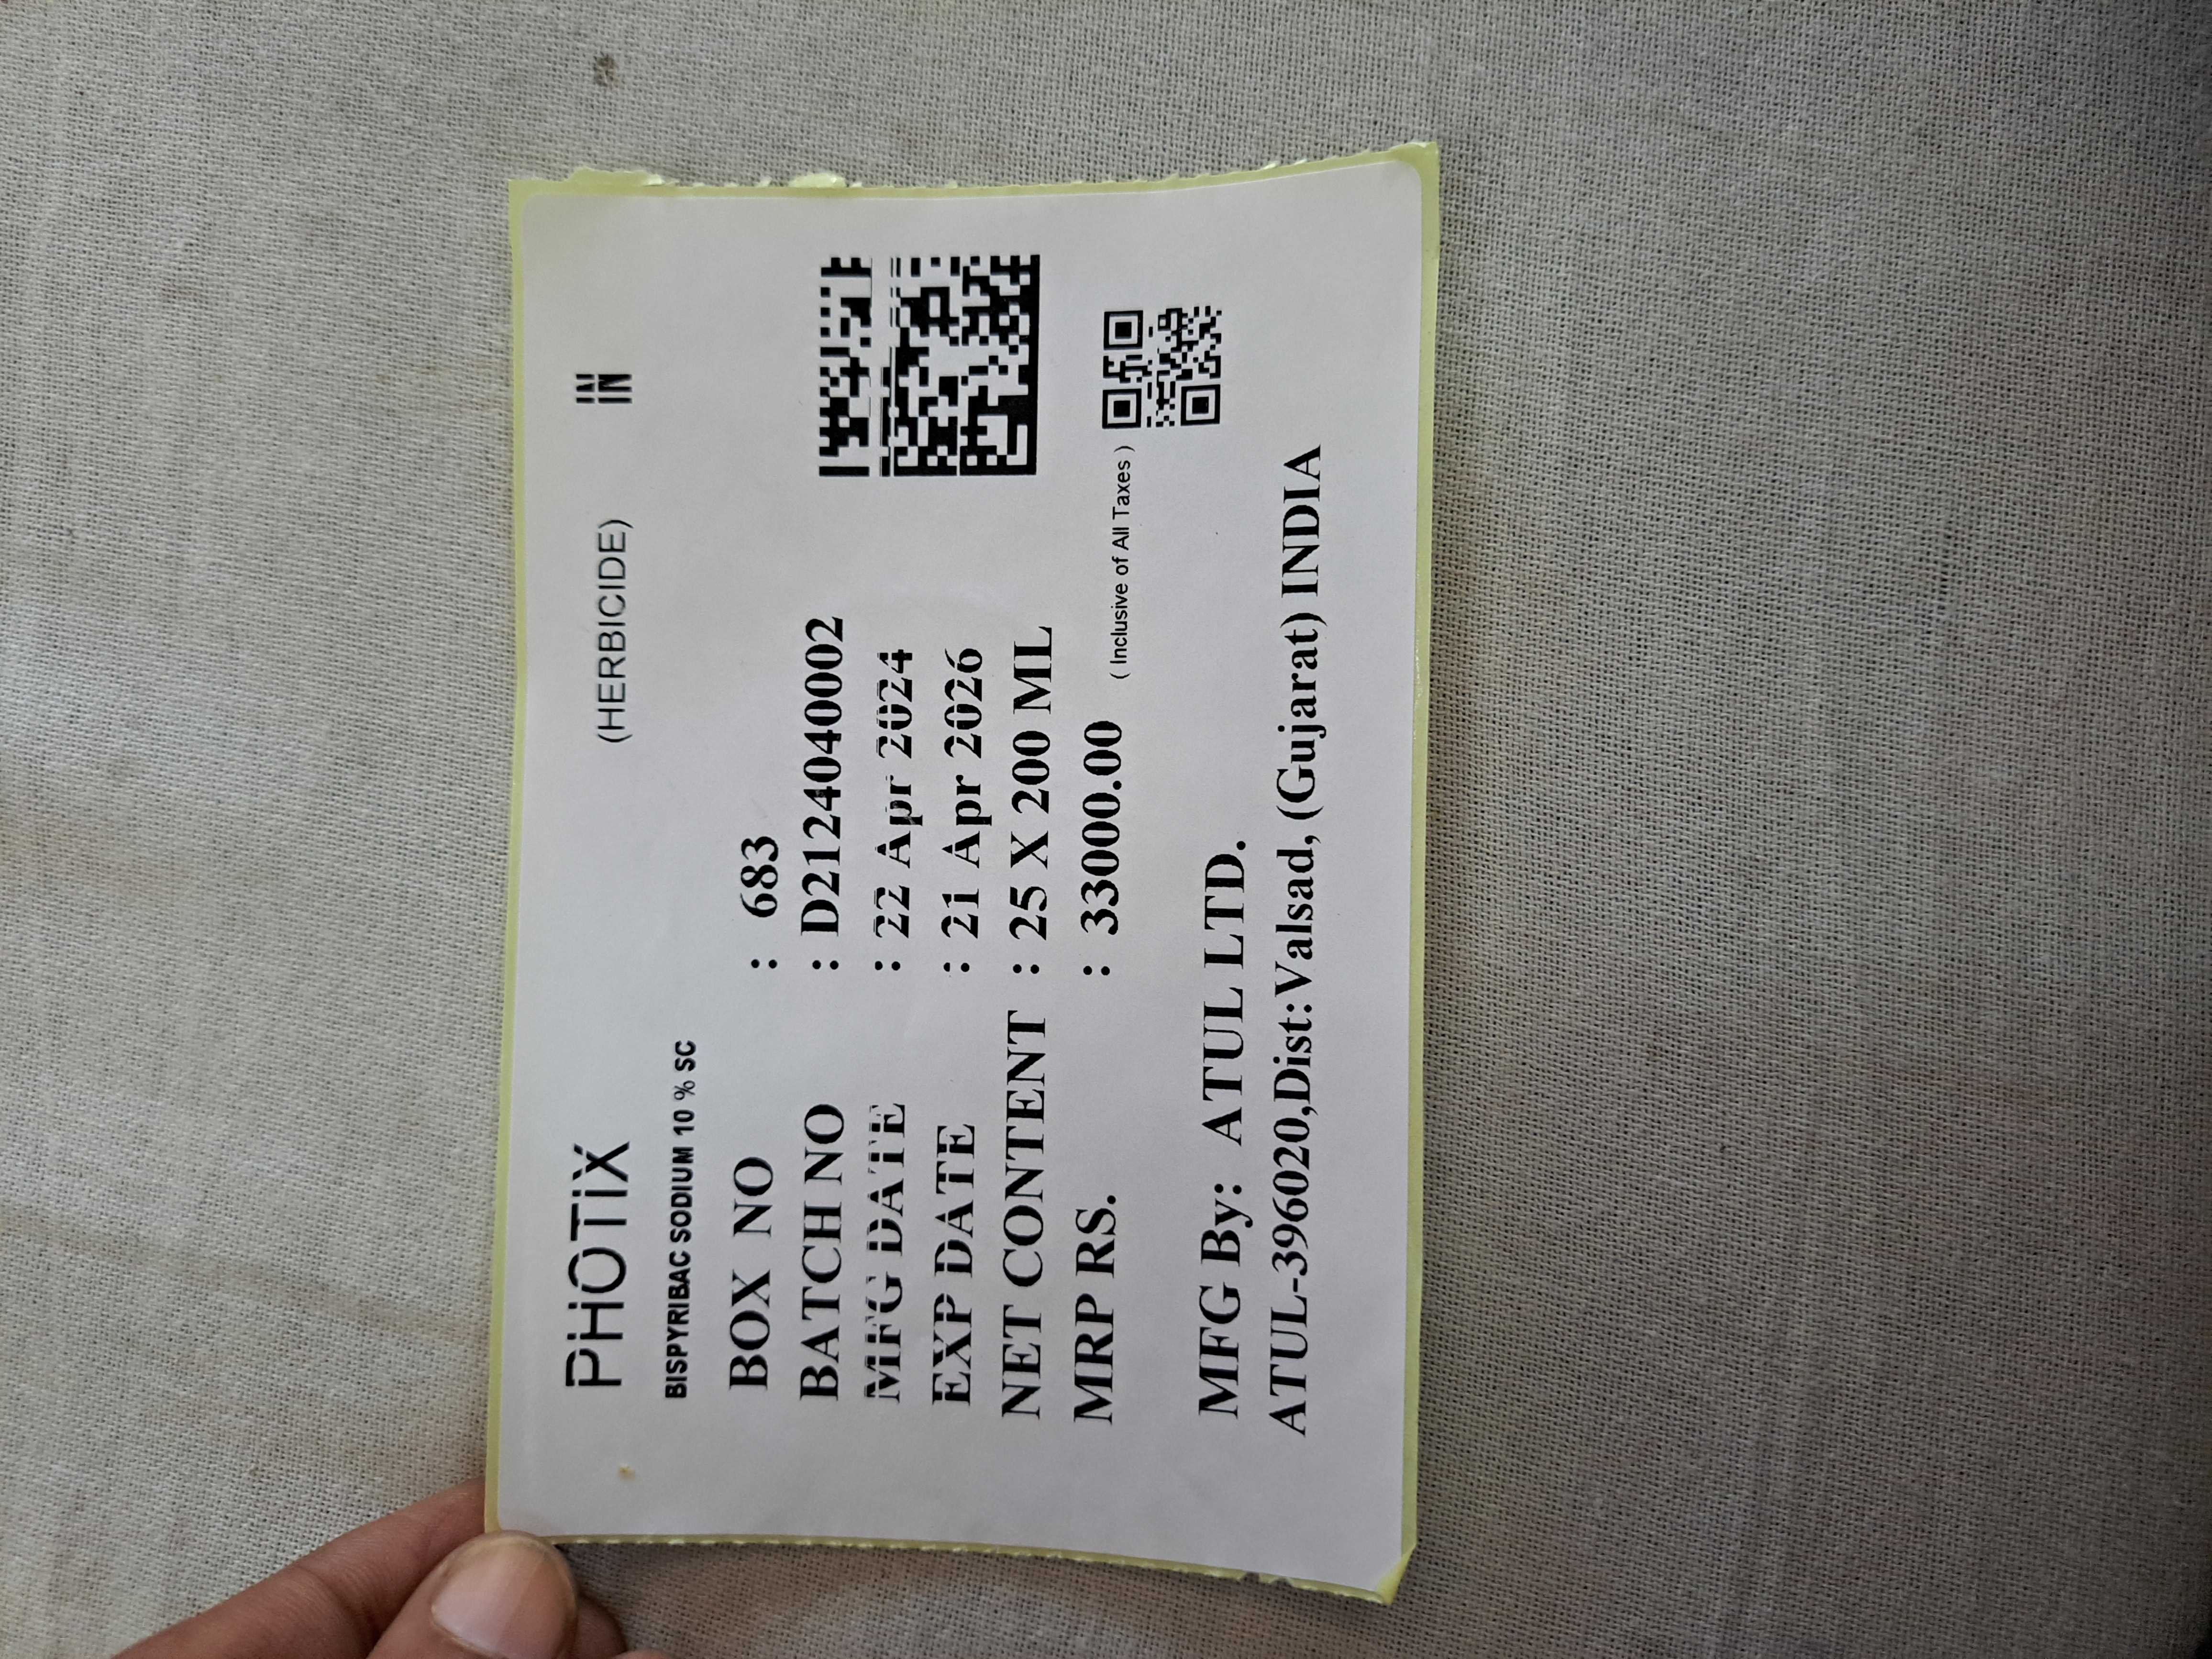 PHOTIX (HERBICIDE) IN
BISPYRIBAC SODIUM 10 % SC
BOX NO : 683
BATCH NO : D2124040002
MFG DATE : 22 Apr 2024
EXP DATE : 21 Apr 2026
NET CONTENT : 25 X 200 ML
MRP RS. : 33000.00 ( Inclusive of All Taxes )
MFG By: ATUL LTD.
ATUL-396020,Dist:Valsad, (Gujarat) INDIA